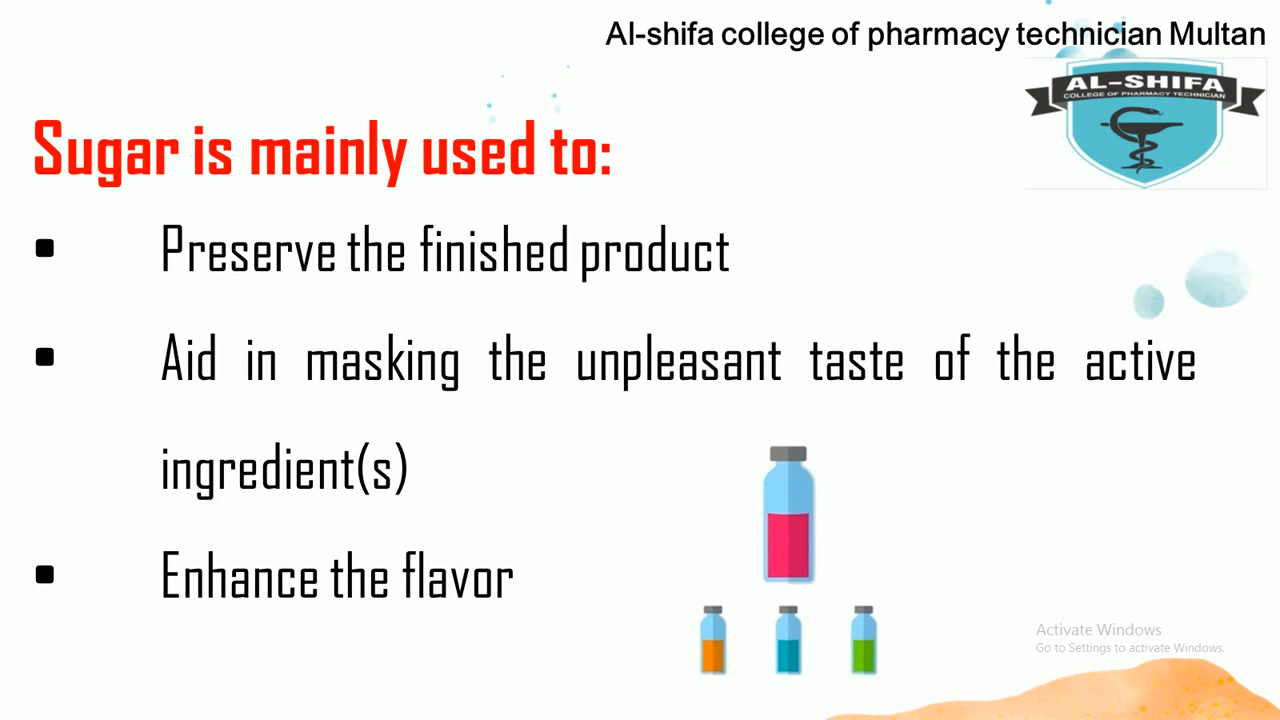 Al-shifa college of pharmacy technician Multan
AL-SHIFA
COLLEGE OF PHARMACY TECHNICIAN
Sugar is mainly used to:
▪ Preserve the finished product
▪ Aid in masking the unpleasant taste of the active
ingredient(s)
▪ Enhance the flavor
Activate Windows
Go to Settings to activate Windows.